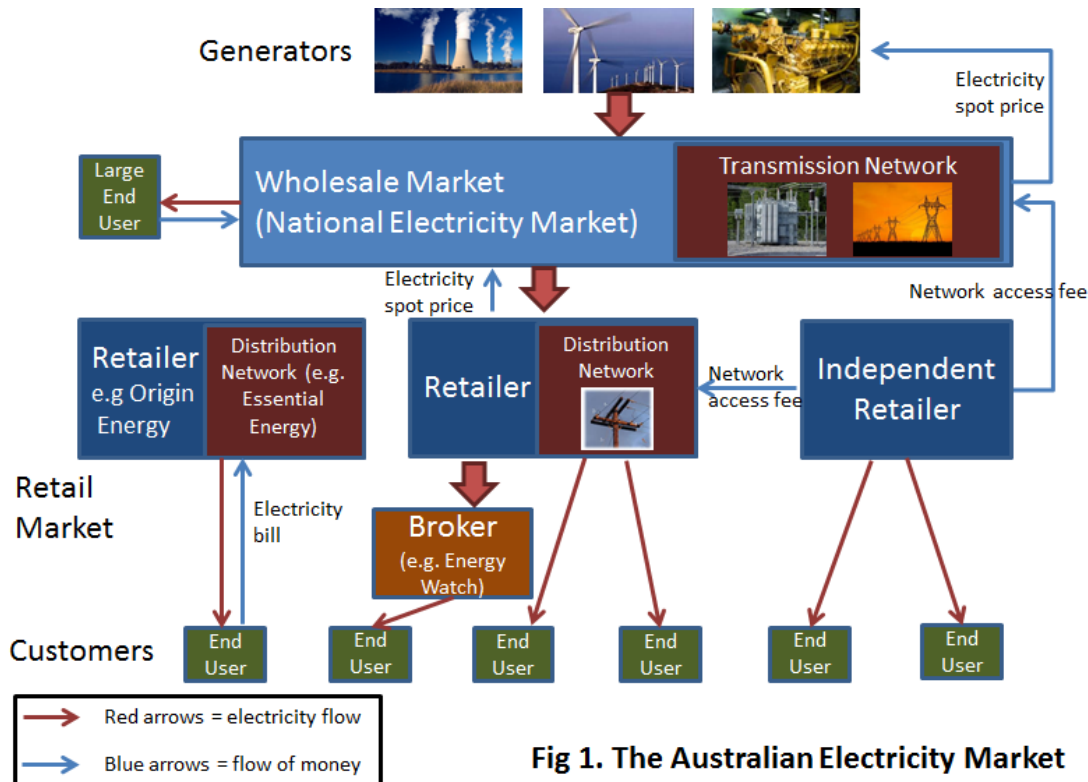 Generators
Electricity
spot price
Large
End
User
Wholesale Market
(National Electricity Market)
Transmission Network
Electricity
spot price
Network access fee
Retailer
e.g Origin
Energy
Distribution
Network (e.g.
Essential
Energy)
Retailer
Distribution
Network
Network
access fee
Independent
Retailer
Retail
Market
Electricity
bill
Broker
(e.g. Energy
Watch)
Customers
End
User
End
User
End
User
End
User
End
User
End
User
Red arrows = electricity flow
Blue arrows = flow of money
Fig 1. The Australian Electricity Market